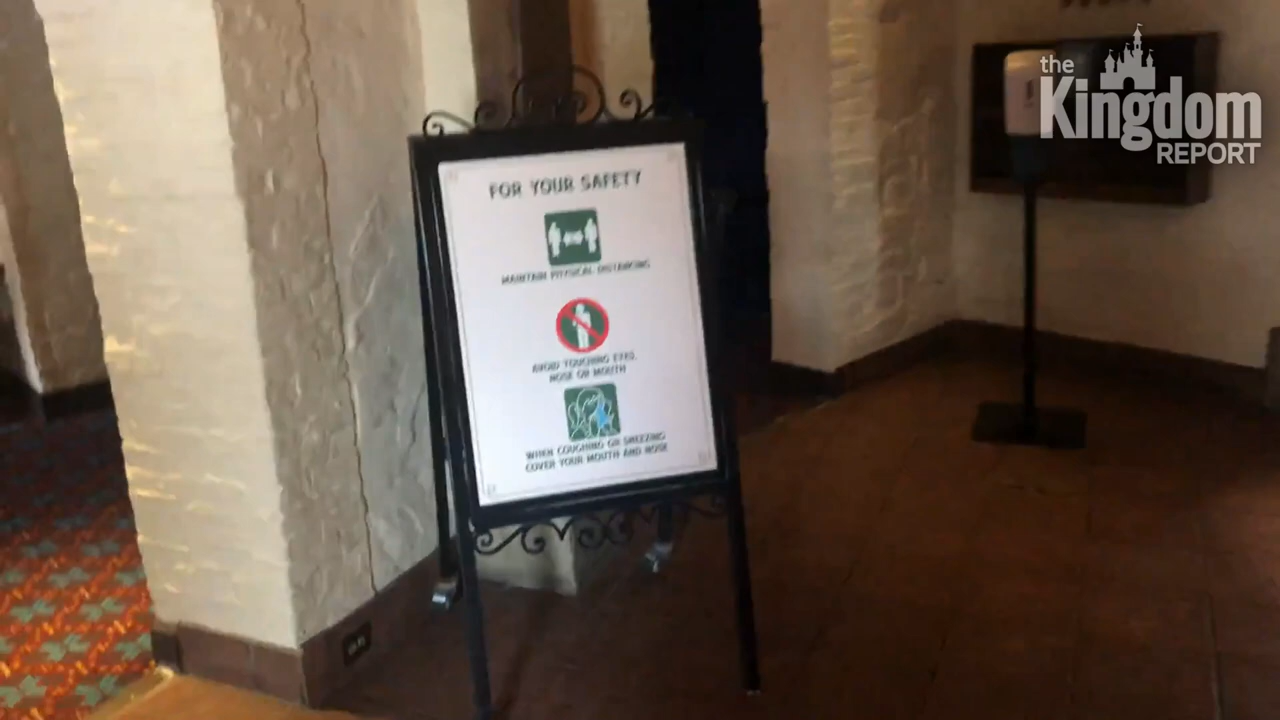 the
Kingdom
REPORT
FOR YOUR SAFETY
MAINTAIN PHYSICAL DISTANCING
AVOID TOUCHING EYES,
NOSE OR MOUTH
WHEN COUGHING OR SNEEZING
COVER YOUR MOUTH AND NOSE